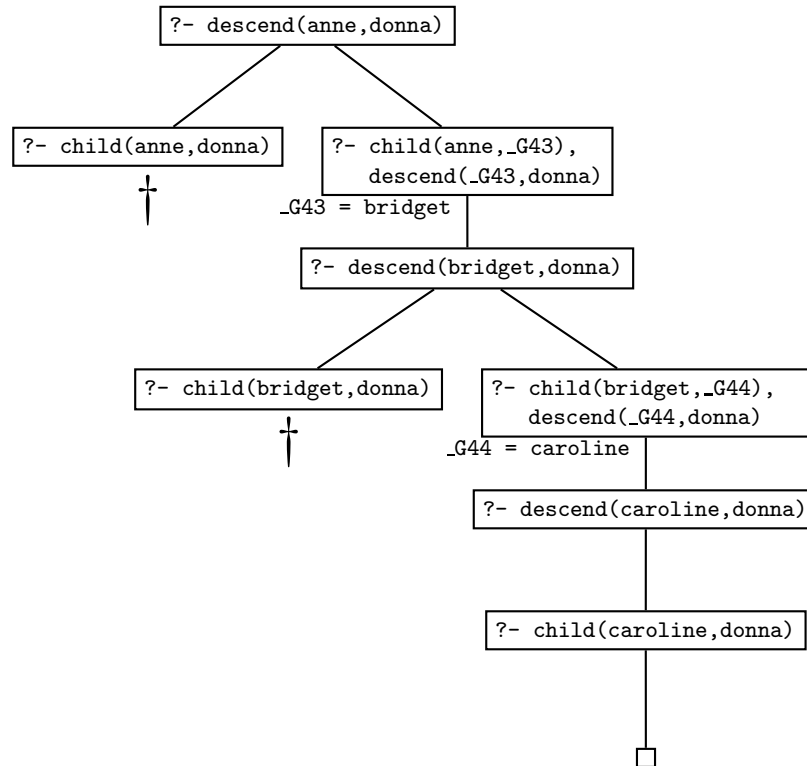 ?- descend(anne,donna)
?- child(anne,donna)
?- child(anne,_G43),
descend(_G43,donna)
†
_G43 = bridget
?- descend(bridget,donna)
?- child(bridget,donna)
?- child(bridget,_G44),
descend(_G44,donna)
†
_G44 = caroline
?- descend(caroline,donna)
?- child(caroline,donna)